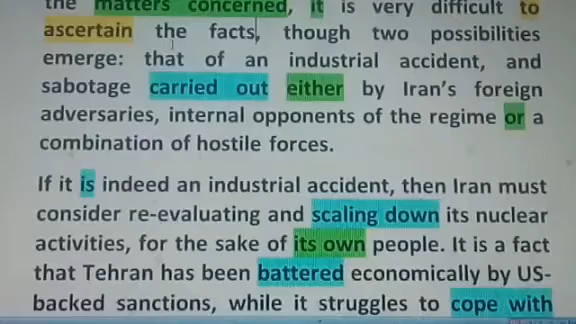 the matters concerned, it is very difficult to
ascertain the facts, though two possibilities
emerge: that of an industrial accident, and
sabotage carried out either by Iran's foreign
adversaries, internal opponents of the regime or a
combination of hostile forces.
If it is indeed an industrial accident, then Iran must
consider re-evaluating and scaling down its nuclear
activities, for the sake of its own people. It is a fact
that Tehran has been battered economically by US-
backed sanctions, while it struggles to cope with